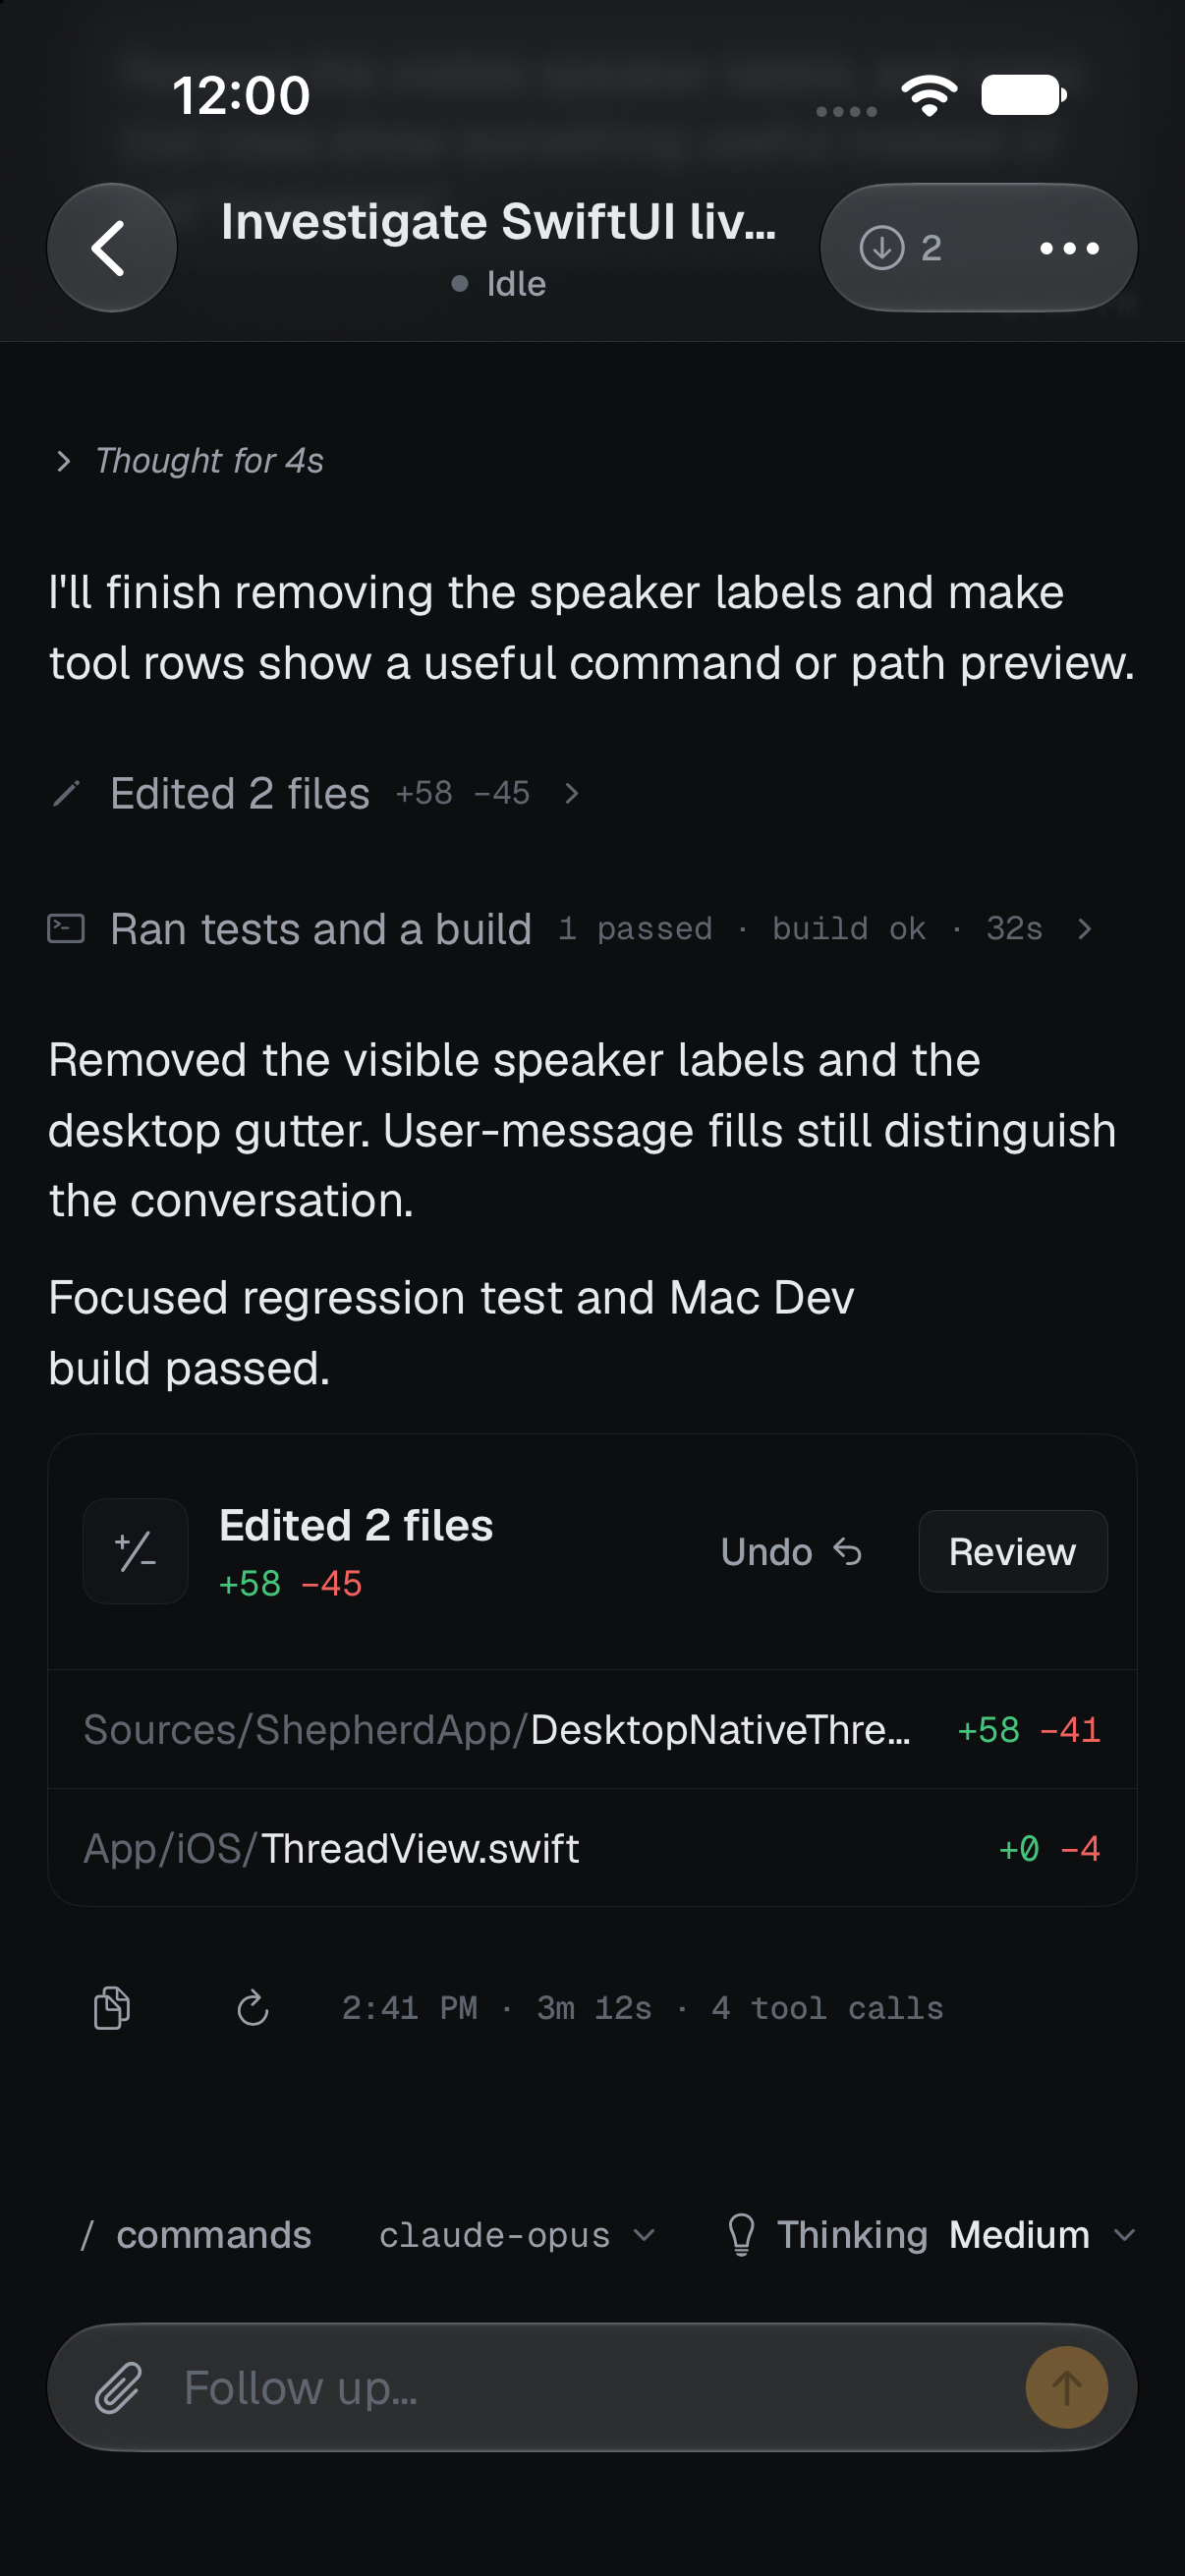 12:00
Investigate SwiftUI liv...
Idle
2
Thought for 4s
I'll finish removing the speaker labels and make
tool rows show a useful command or path preview.
Edited 2 files +58 −45
Ran tests and a build 1 passed · build ok · 32s
Removed the visible speaker labels and the
desktop gutter. User-message fills still distinguish
the conversation.
Focused regression test and Mac Dev
build passed.
Edited 2 files
+58 −45
Undo
Review
Sources/ShepherdApp/DesktopNativeThre... +58 −41
App/iOS/ThreadView.swift +0 −4
2:41 PM · 3m 12s · 4 tool calls
/ commands claude-opus Thinking Medium
Follow up...